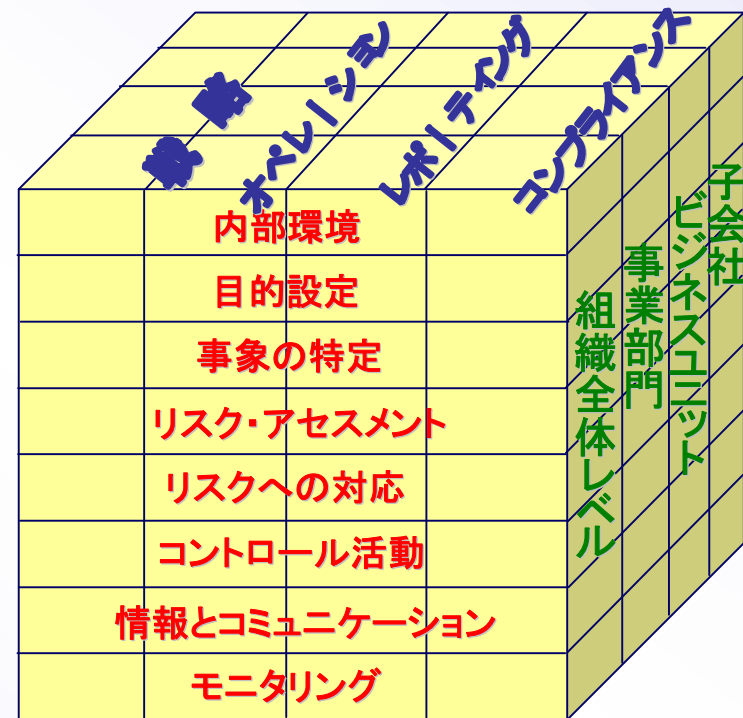 戦略
オペレーション
レポーティング
コンプライアンス
内部環境
目的設定
事象の特定
リスク・アセスメント
リスクへの対応
コントロール活動
情報とコミュニケーション
モニタリング
組織全体レベル
事業部門
ビジネスユニット
子会社